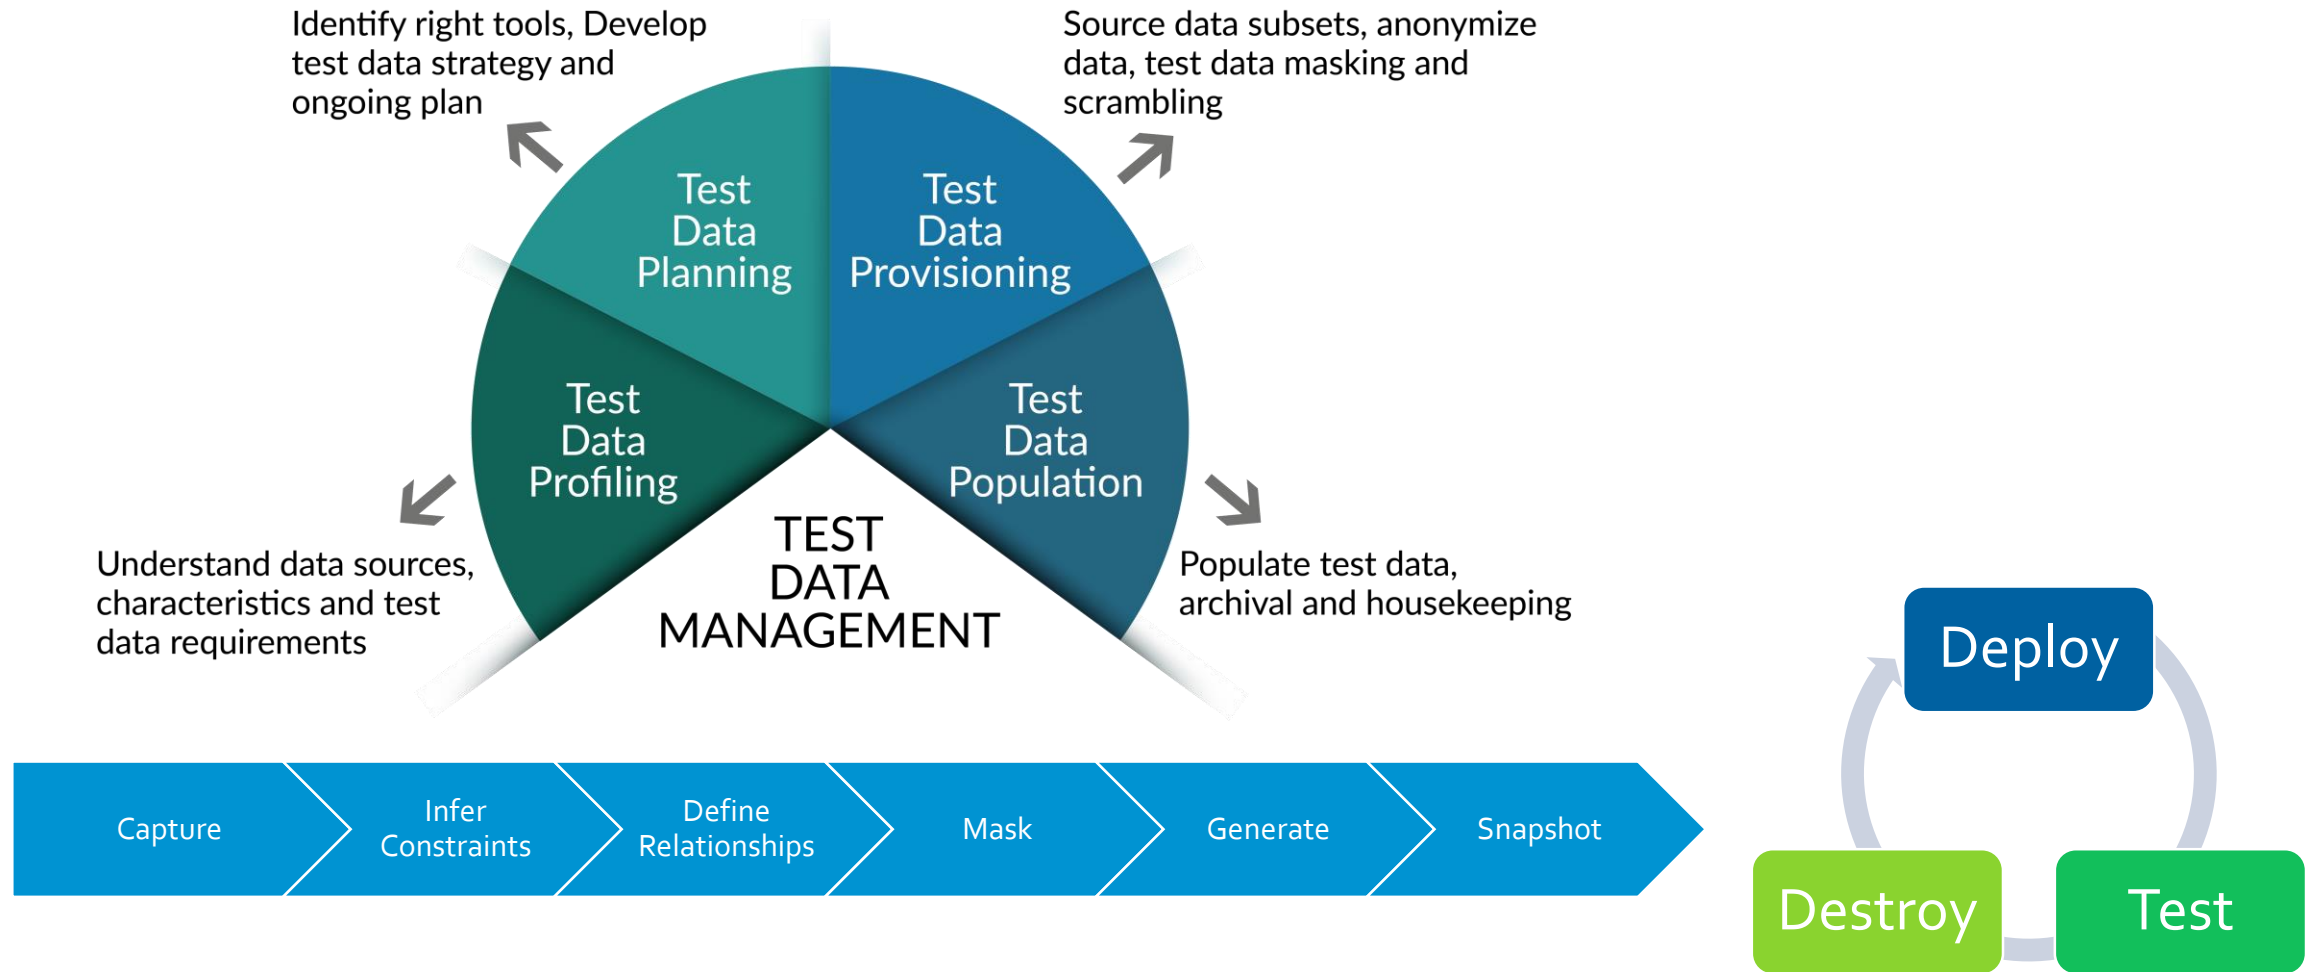 Identify right tools, Develop
test data strategy and
ongoing plan
Source data subsets, anonymize
data, test data masking and
scrambling
Test
Data
Planning
Test
Data
Provisioning
Test
Data
Profiling
Test
Data
Population
TEST
DATA
MANAGEMENT
Understand data sources,
characteristics and test
data requirements
Populate test data,
archival and housekeeping
Capture
Infer
Constraints
Define
Relationships
Mask
Generate
Snapshot
Deploy
Destroy
Test